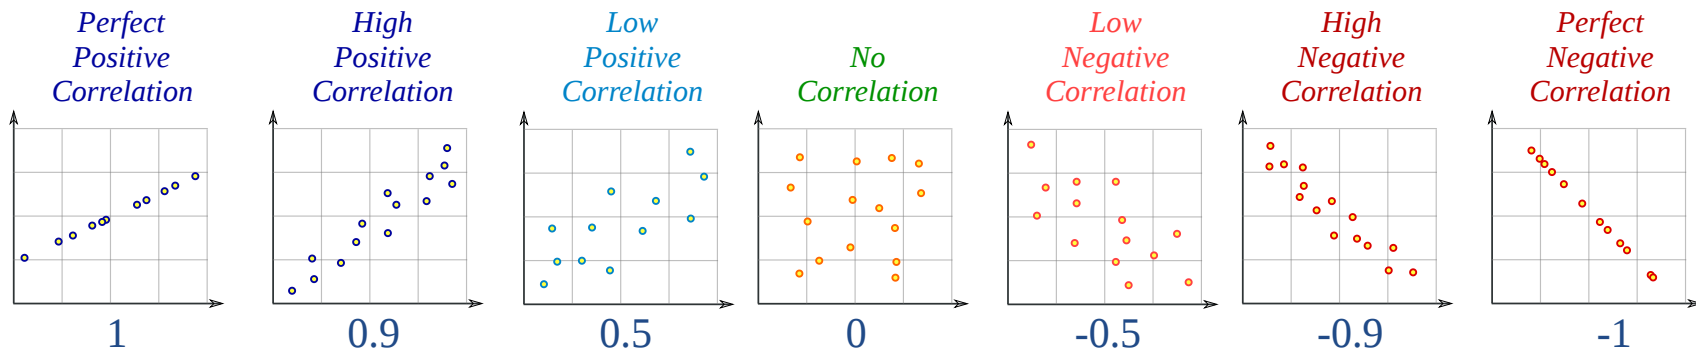 Perfect
Positive
Correlation
High
Positive
Correlation
Low
Positive
Correlation
No
Correlation
Low
Negative
Correlation
High
Negative
Correlation
Perfect
Negative
Correlation
1
0.9
0.5
0
-0.5
-0.9
-1